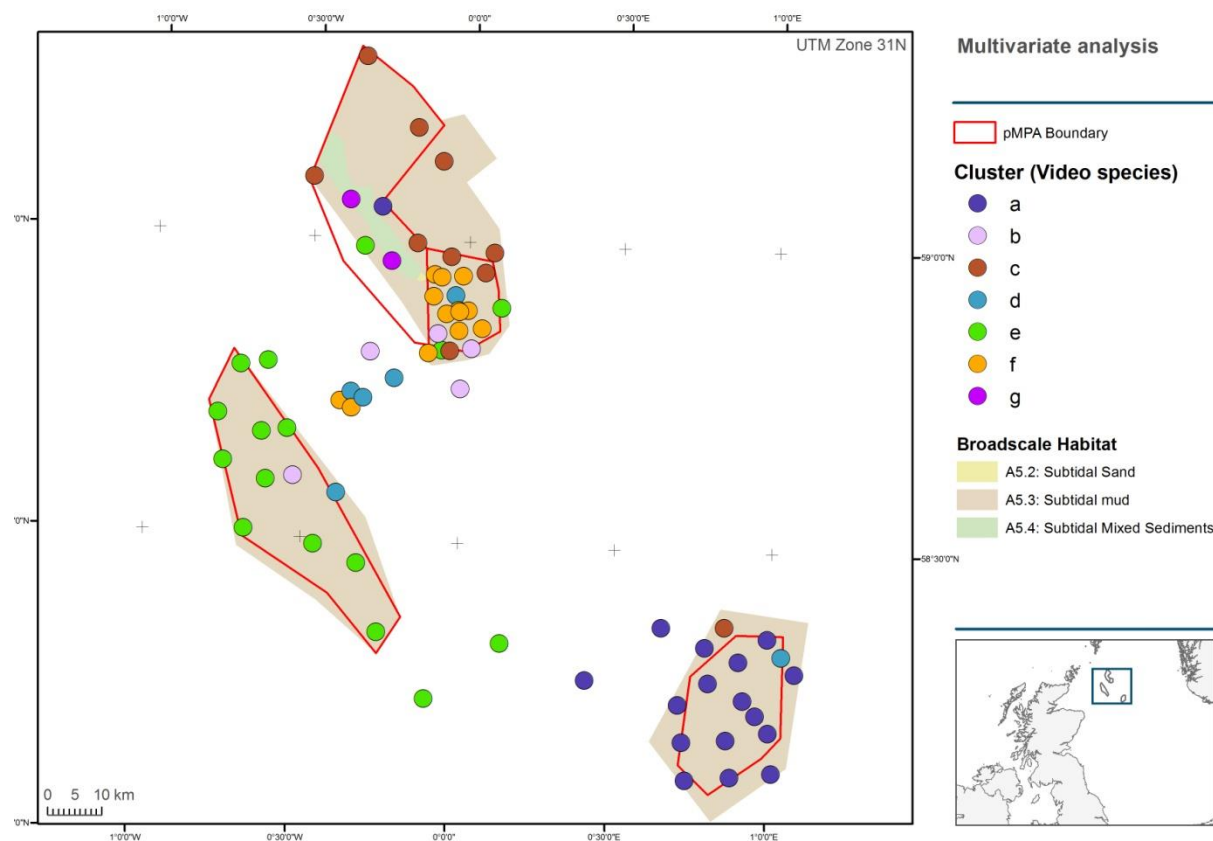 1°0'0"W 0°30'0"W 0°0'0" 0°30'0"E 1°0'0"E
UTM Zone 31N
'0"N
'0"N
'0"N
59°0'0"N
58°30'0"N
0 5 10 km
1°0'0"W 0°30'0"W 0°0'0" 0°30'0"E 1°0'0"E
Multivariate analysis
pMPA Boundary
Cluster (Video species)
a
b
c
d
e
f
g
Broadscale Habitat
A5.2: Subtidal Sand
A5.3: Subtidal mud
A5.4: Subtidal Mixed Sediments